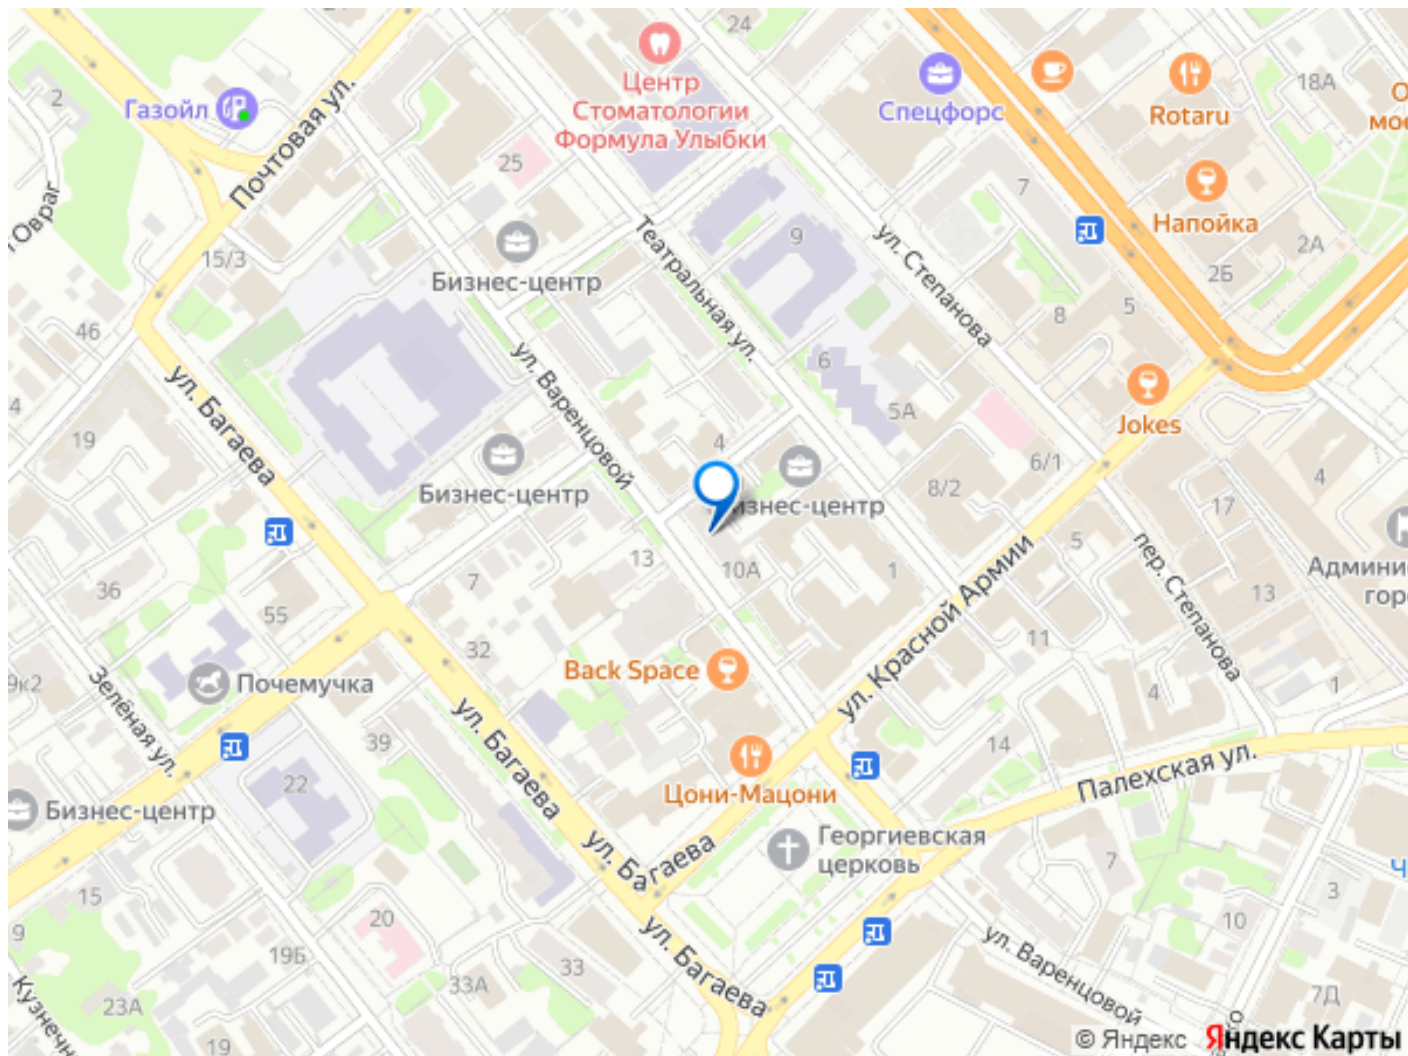 24
2
Газойл
Почтовая ул.
Центр
Стоматологии
Формула Улыбки
25
Спецфорс
Rotaru
18А
Напойка
7
2А
2Б
Овраг
15/3
Бизнес-центр
Театральная ул.
9
ул. Степанова
8
5
46
6
5А
Jokes
ул. Багаева
ул. Варенцовой
4
19
4
Бизнес-центр
Бизнес-центр
6/1
8/2
17
4
5
пер. Степанова
13
10А
1
13
7
36
55
ул. Красной Армии
11
32
Back Space
9к2
Почемучка
Зелёная ул.
39
ул. Багаева
4
1
14
22
Цони-Мацони
Палехская ул.
Бизнес-центр
Георгиевская
церковь
ул. Багаева
7
15
3
20
10
9
19Б
33
33А
ул. Багаева
ул. Варенцовой
7Д
23А
19
© Яндекс Яндекс Карты